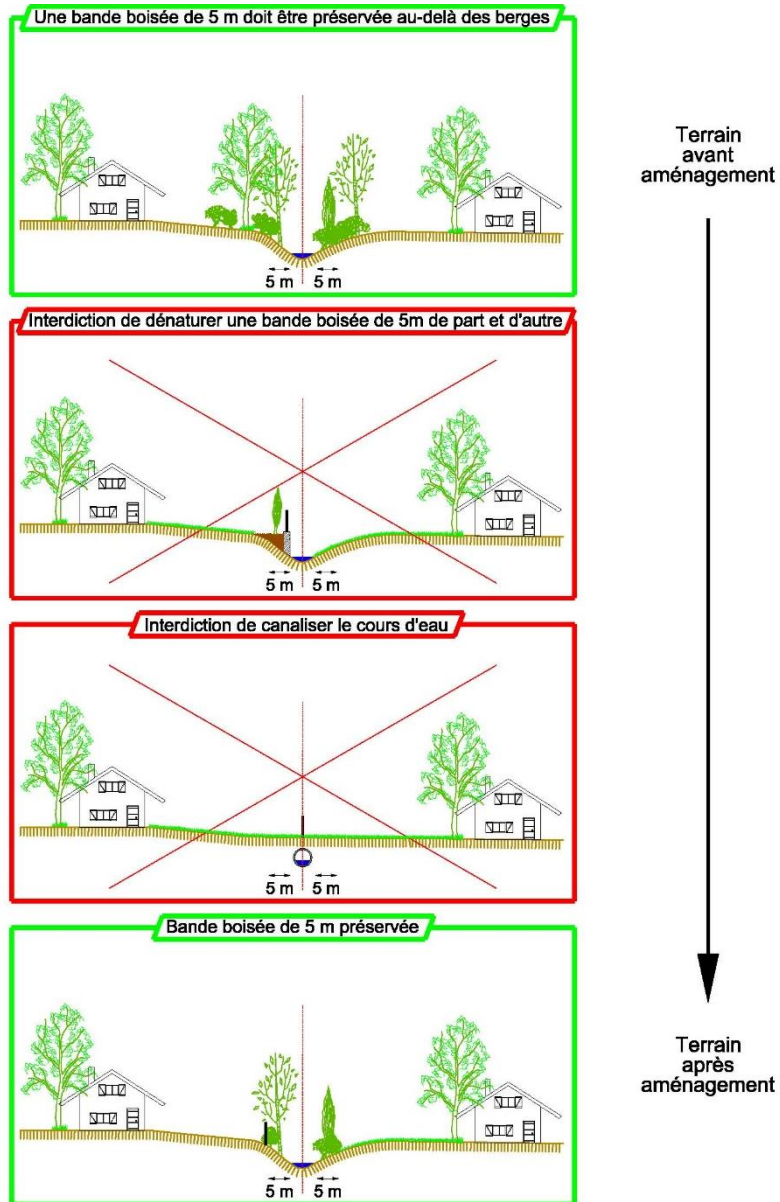 Une bande boisée de 5 m doit être préservée au-delà des berges
5 m 5 m
Terrain
avant
aménagement
Interdiction de dénaturer une bande boisée de 5m de part et d'autre
5 m 5 m
Interdiction de canaliser le cours d'eau
5 m 5 m
Bande boisée de 5 m préservée
5 m 5 m
Terrain
après
aménagement